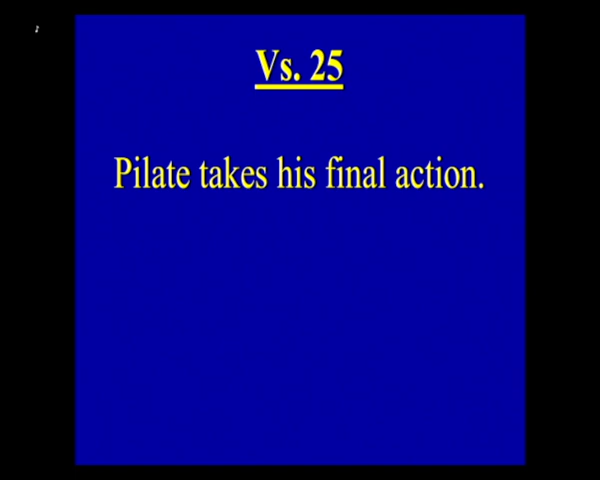 Vs. 25
Pilate takes his final action.